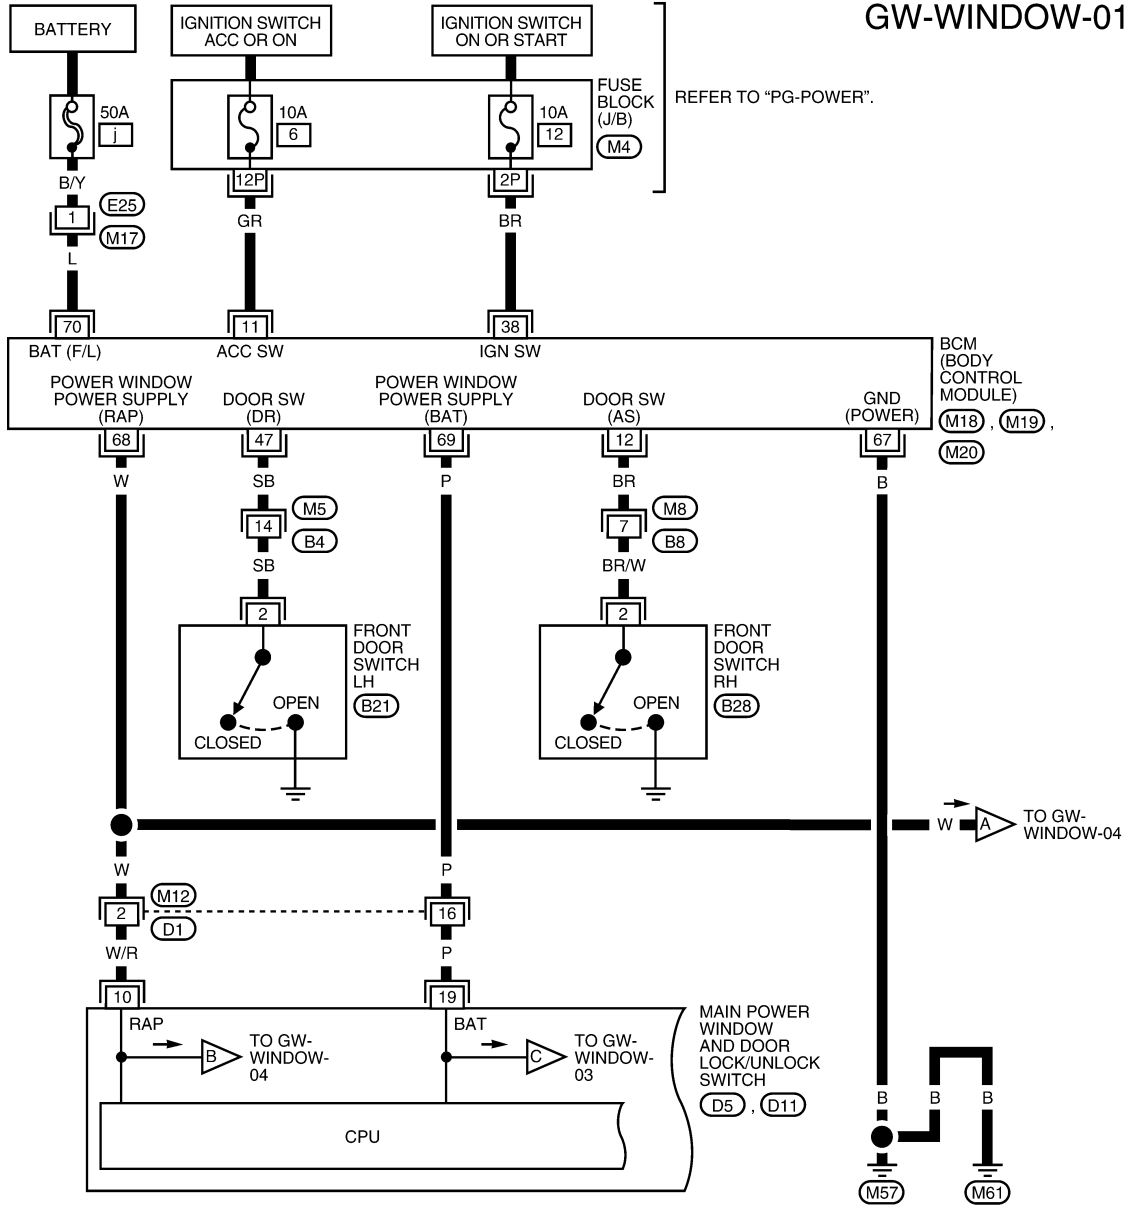 GW-WINDOW-01
BATTERY
IGNITION SWITCH
ACC OR ON
IGNITION SWITCH
ON OR START
50A
j
10A
6
10A
12
FUSE
BLOCK
(J/B)
M4
REFER TO “PG-POWER”.
12P
2P
B/Y
GR
BR
1
E25
M17
L
70
11
38
BAT (F/L)
ACC SW
IGN SW
BCM
(BODY
CONTROL
MODULE)
M18 , M19 ,
M20
POWER WINDOW
POWER SUPPLY
(RAP)
DOOR SW
(DR)
POWER WINDOW
POWER SUPPLY
(BAT)
DOOR SW
(AS)
GND
(POWER)
68
47
69
12
67
W
SB
P
BR
B
14
M5
B4
7
M8
B8
SB
BR/W
2
2
FRONT
DOOR
SWITCH
LH
B21
OPEN
CLOSED
FRONT
DOOR
SWITCH
RH
B28
OPEN
CLOSED
W
A
TO GW-
WINDOW-04
W
P
2
M12
D1
16
W/R
P
10
19
RAP
B
TO GW-
WINDOW-
04
BAT
C
TO GW-
WINDOW-
03
MAIN POWER
WINDOW
AND DOOR
LOCK/UNLOCK
SWITCH
D5 , D11
CPU
B
B
B
M57
M61